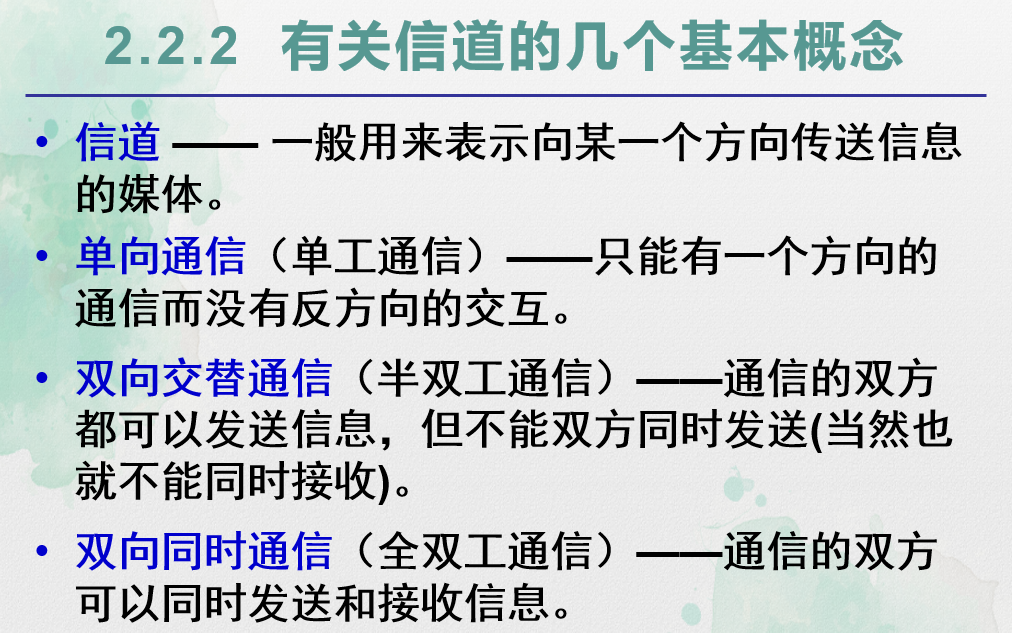 2.2.2 有关信道的几个基本概念
• 信道 —— 一般用来表示向某一个方向传送信息
的媒体。
• 单向通信（单工通信）——只能有一个方向的
通信而没有反方向的交互。
• 双向交替通信（半双工通信）——通信的双方
都可以发送信息，但不能双方同时发送(当然也
就不能同时接收)。
• 双向同时通信（全双工通信）——通信的双方
可以同时发送和接收信息。